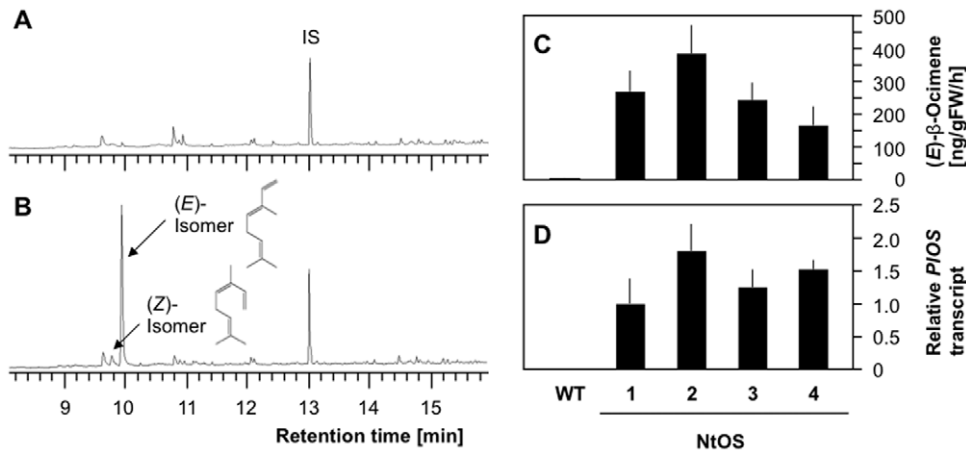 A
IS
B
(E)-
Isomer
(Z)-
Isomer
9 10 11 12 13 14 15
Retention time [min]
C
500
400
300
200
100
0
(E)-β-Ocimene
[ng/gFW/h]
D
2.5
2.0
1.5
1.0
0.5
0
Relative PlOS
transcript
WT 1 2 3 4
NtOS